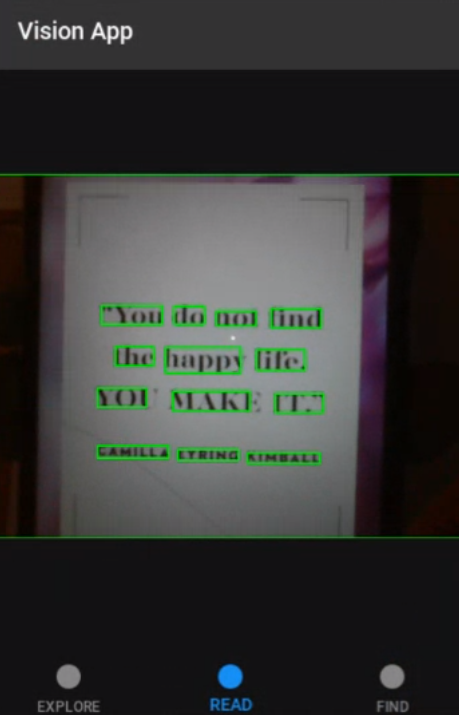 Vision App
"You do not find
the happy life.
YOU MAKE IT."
CAMILLA EYRING KIMBALL
EXPLORE READ FIND